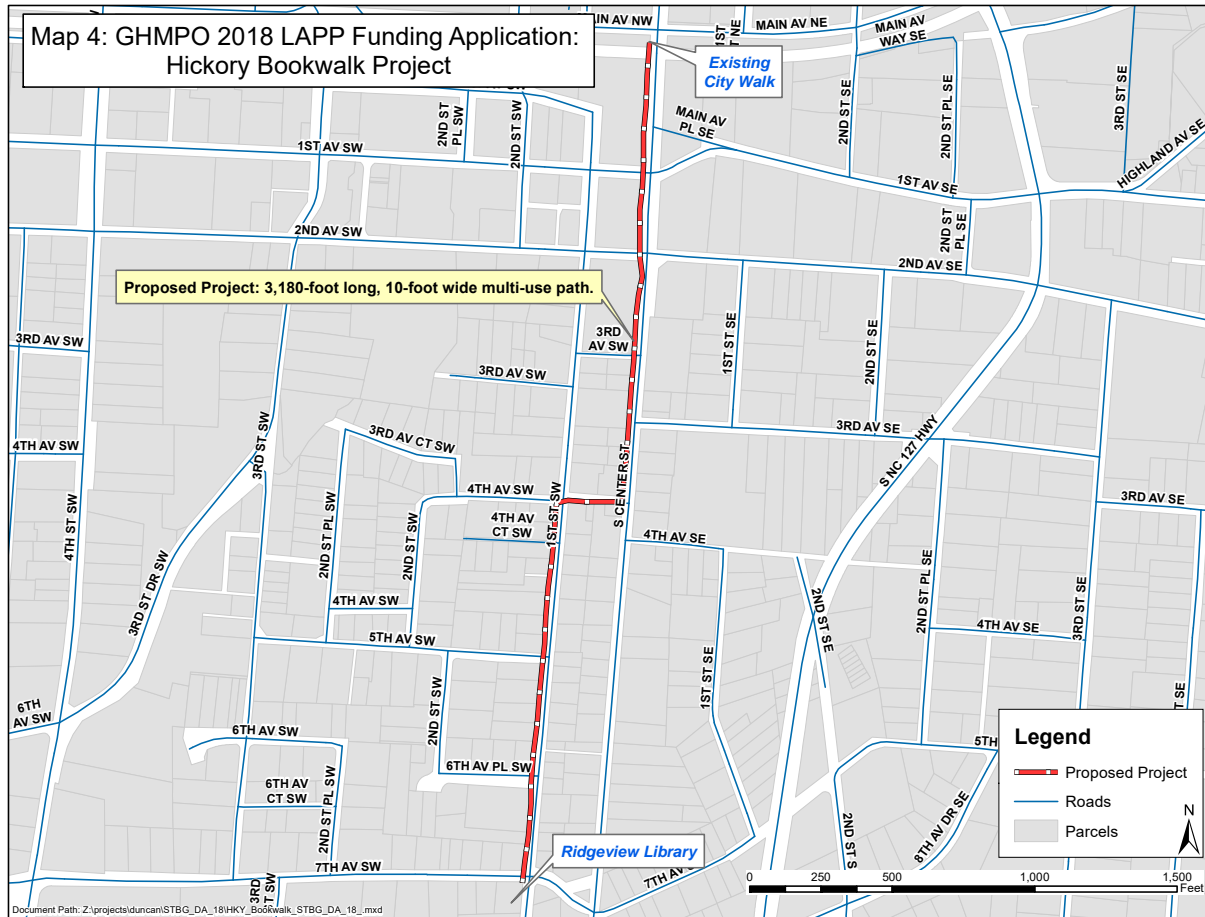 Map 4: GHMPO 2018 LAPP Funding Application:
Hickory Bookwalk Project
MAIN AV NE
MAIN AV
WAY SE
Existing
City Walk
MAIN AV
PL SE
2ND ST SE
2ND ST PL SE
3RD ST SE
HIGHLAND AV SE
2ND ST
PL SW
2ND ST SW
1ST AV SW
1ST AV SE
2ND ST
PL SE
2ND AV SW
2ND AV SE
Proposed Project: 3,180-foot long, 10-foot wide multi-use path.
3RD AV SW
3RD
AV SW
3RD AV SW
1ST ST SE
2ND ST SE
3RD AV SE
S NC 127 HWY
4TH AV SW
4TH ST SW
3RD ST SW
3RD AV CT SW
4TH AV SW
1ST ST SW
S CENTER ST
3RD AV SE
4TH AV
CT SW
2ND ST PL SW
2ND ST SW
4TH AV SE
3RD ST DR SW
4TH AV SW
5TH AV SW
2ND ST SE
2ND ST PL SE
4TH AV SE
3RD ST SE
1ST ST SE
6TH
AV SW
6TH AV SW
2ND ST SW
6TH AV PL SW
6TH AV
CT SW
2ND ST PL SW
5TH
8TH AV DR SE
2ND ST S
Legend
Proposed Project
Roads
Parcels
N
Ridgeview Library
7TH AV SW
7TH AV
3RD
ST SW
0 250 500 1,000 1,500
Feet
Document Path: Z:\projects\duncan\STBG_DA_18\HKY_Bookwalk_STBG_DA_18_.mxd